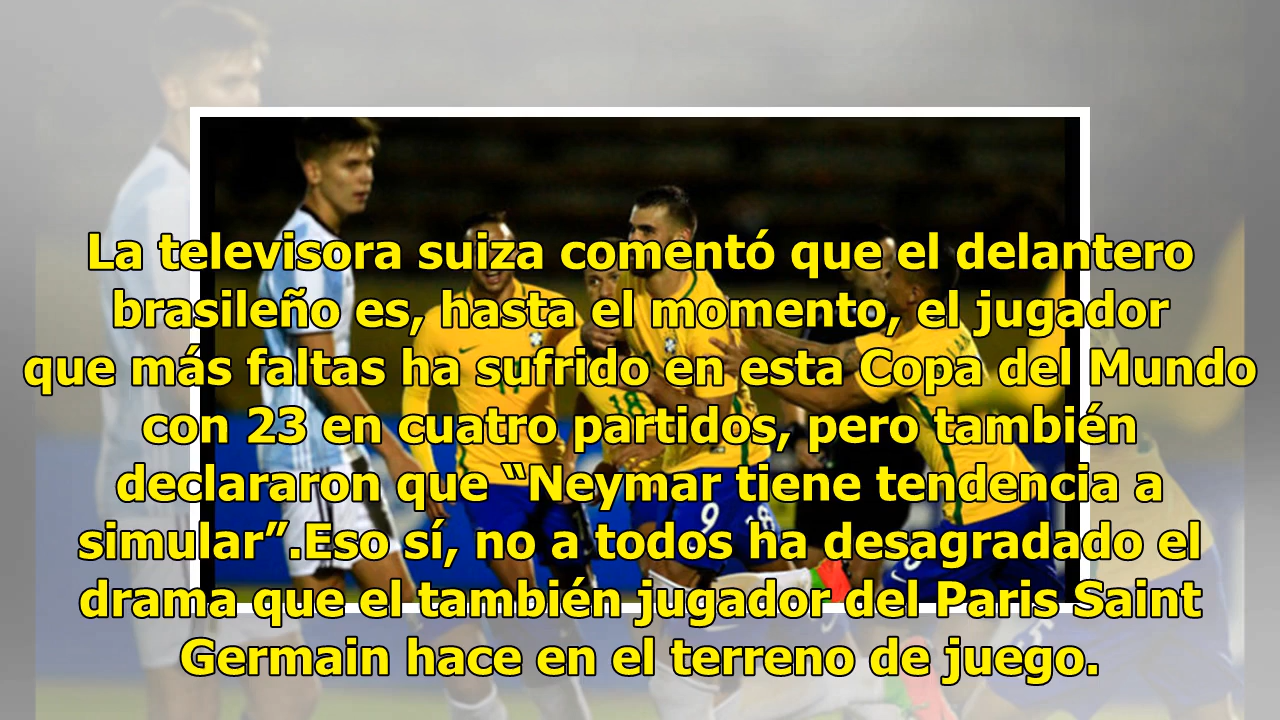 La televisora suiza comentó que el delantero
brasileño es, hasta el momento, el jugador
que más faltas ha sufrido en esta Copa del Mundo
con 23 en cuatro partidos, pero también
declararon que “Neymar tiene tendencia a
simular”.Eso sí, no a todos ha desagradado el
drama que el también jugador del Paris Saint
Germain hace en el terreno de juego.
9
18
18